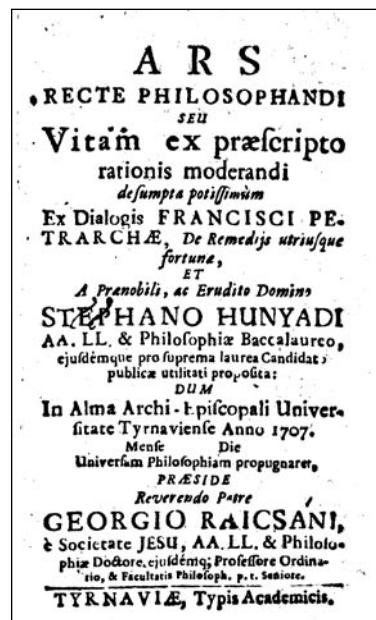 ARS
RECTE PHILOSOPHANDI
SEU
Vitam̃ ex præſcripto
rationis moderandi
deſumpta potiſſimùm
Ex Dialogis FRANCISCI PE-
TRARCHÆ, De Remedijs utriuſque
fortunæ,
ET
A Prænobili, ac Erudito Domino
STEPHANO HUNYADI
AA. LL. & Philoſophiæ Baccalaureo,
ejuſdémque pro ſuprema laurea Candidato
publicæ utilitati propoſita:
DUM
In Alma Archi-Epiſcopali Univer-
ſitate Tyrnavienſe Anno 1707.
Menſe Die
Univerſam Philoſophiam propugnaret,
PRÆSIDE
Reverendo Patre
GEORGIO RAICSANI,
è Societate JESU, AA. LL. & Philoſo-
phiæ Doctore, ejuſdémq; Profeſſore Ordina-
rio, & Facultatis Philoſoph. p. t. Seniore.
TYRNAVIÆ, Typis Academicis.